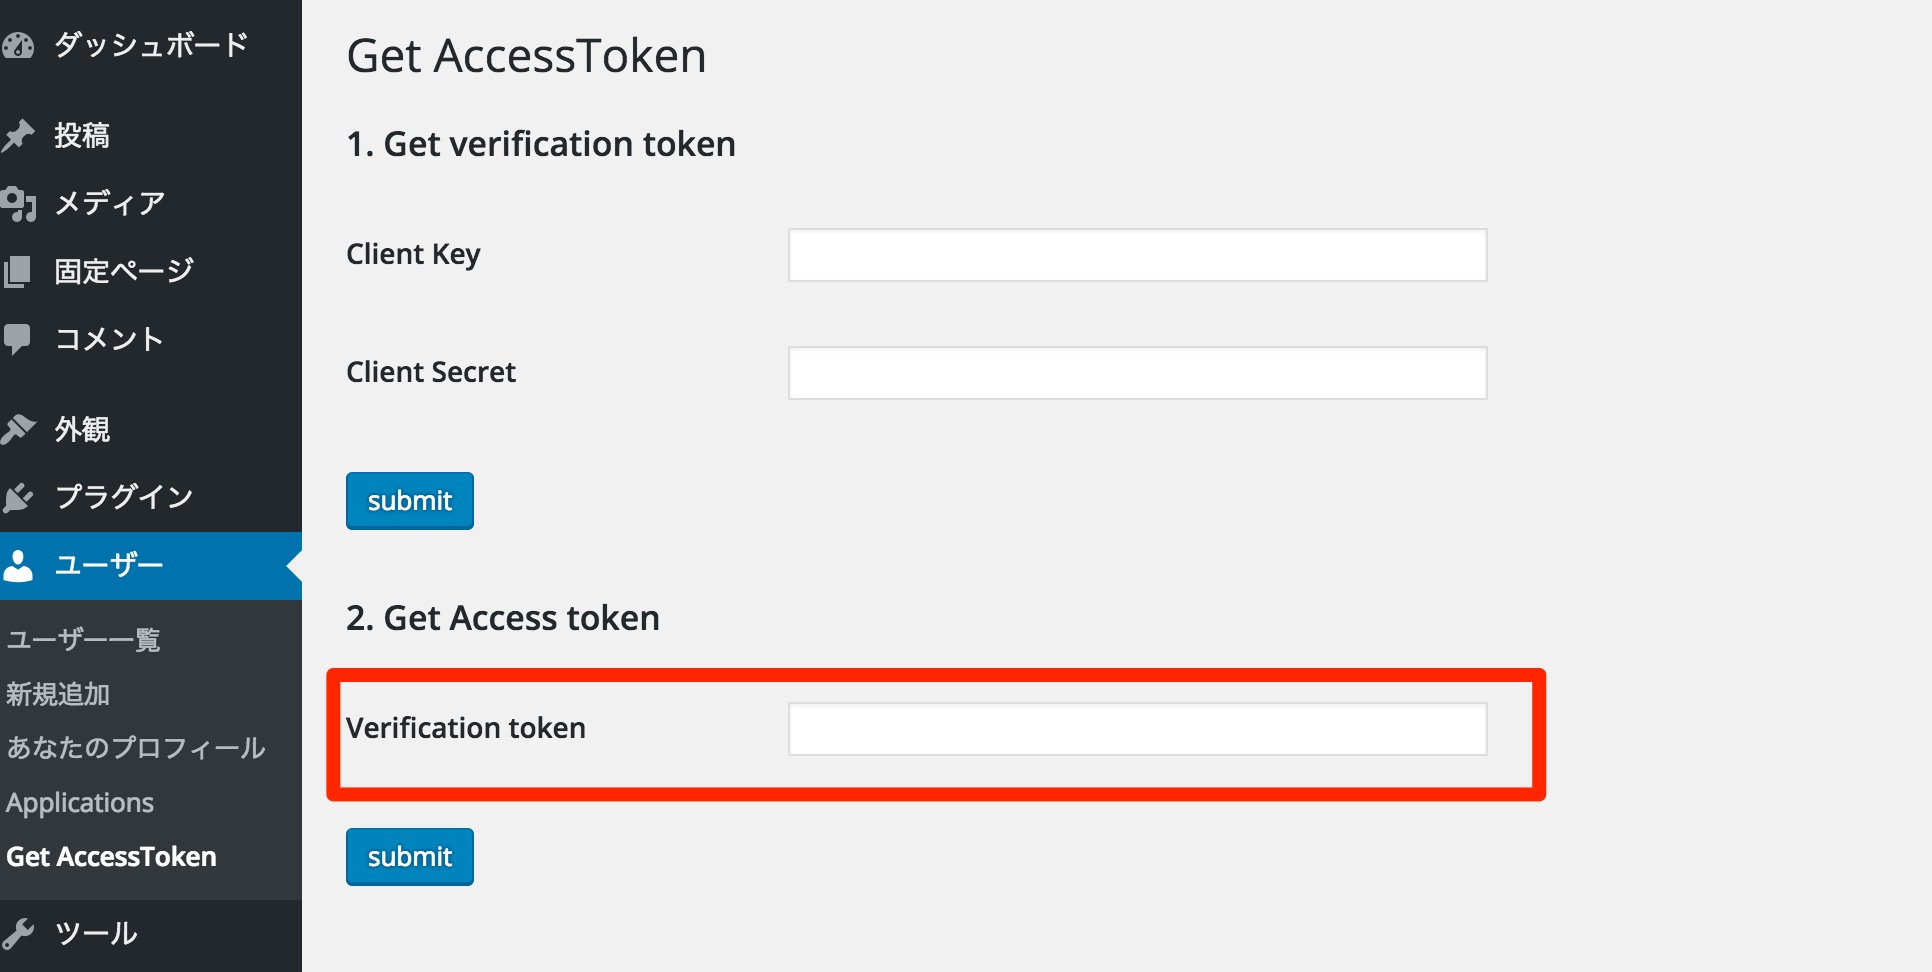 ダッシュボード
投稿
メディア
固定ページ
コメント
外観
プラグイン
ユーザー
ユーザー一覧
新規追加
あなたのプロフィール
Applications
Get AccessToken
ツール
Get AccessToken
1. Get verification token
Client Key
Client Secret
submit
2. Get Access token
Verification token
submit